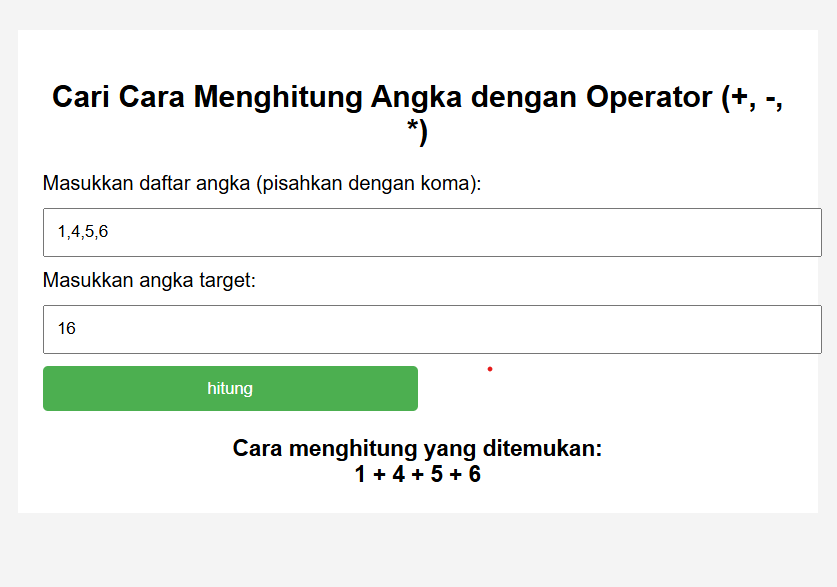 Cari Cara Menghitung Angka dengan Operator (+, -,
*)
Masukkan daftar angka (pisahkan dengan koma):
1,4,5,6
Masukkan angka target:
16
hitung
Cara menghitung yang ditemukan:
1 + 4 + 5 + 6